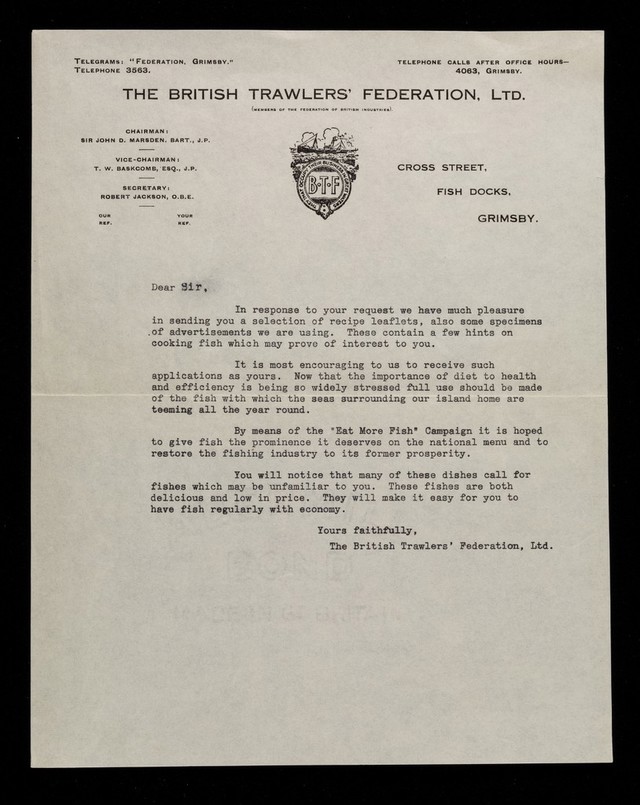 Telegrams: "Federation, Grimsby."
Telephone 3563.
Telephone calls after office hours—
4063, Grimsby.
THE BRITISH TRAWLERS' FEDERATION, LTD.
(MEMBERS OF THE FEDERATION OF BRITISH INDUSTRIES)
CHAIRMAN:
SIR JOHN D. MARSDEN, BART., J.P.
VICE-CHAIRMAN:
T. W. BASKCOMB, ESQ., J.P.
SECRETARY:
ROBERT JACKSON, O.B.E.
OUR REF.
YOUR REF.
B·T·F
CROSS STREET,
FISH DOCKS,
GRIMSBY.
Dear Sir,
In response to your request we have much pleasure
in sending you a selection of recipe leaflets, also some specimens
of advertisements we are using. These contain a few hints on
cooking fish which may prove of interest to you.
It is most encouraging to us to receive such
applications as yours. Now that the importance of diet to health
and efficiency is being so widely stressed full use should be made
of the fish with which the seas surrounding our island home are
teeming all the year round.
By means of the "Eat More Fish" Campaign it is hoped
to give fish the prominence it deserves on the national menu and to
restore the fishing industry to its former prosperity.
You will notice that many of these dishes call for
fishes which may be unfamiliar to you. These fishes are both
delicious and low in price. They will make it easy for you to
have fish regularly with economy.
Yours faithfully,
The British Trawlers' Federation, Ltd.